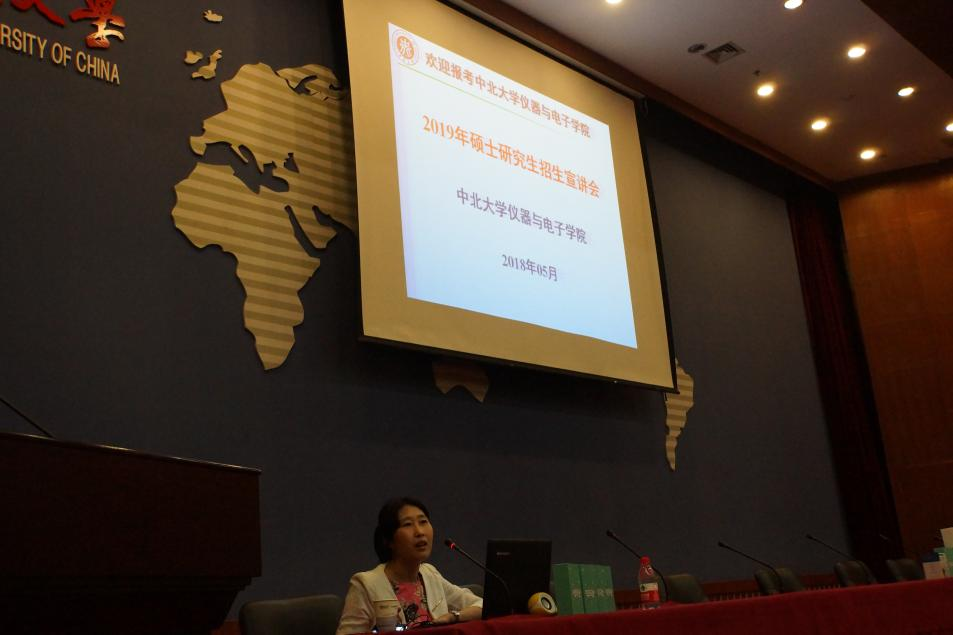 RSITY OF CHINA
欢迎报考中北大学仪器与电子学院
2019年硕士研究生招生宣讲会
中北大学仪器与电子学院
2018年05月